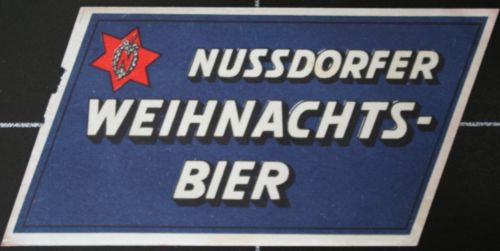 N
NUSSDORFER
WEIHNACHTS-
BIER